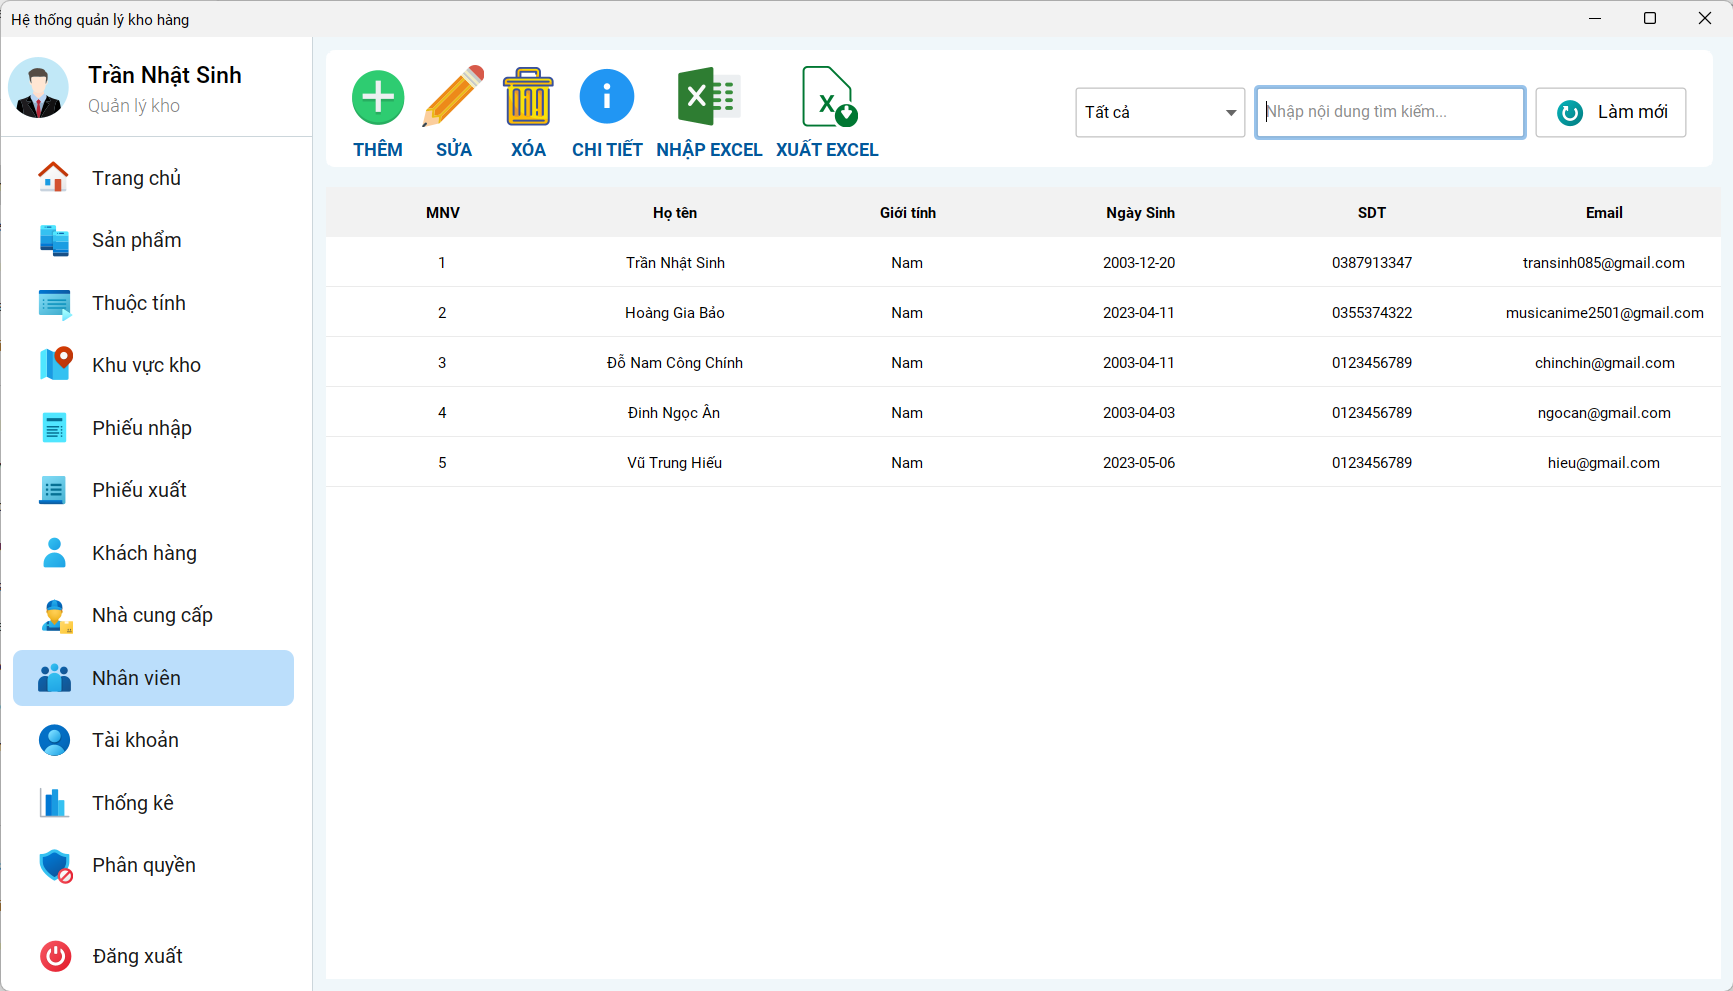 Hệ thống quản lý kho hàng
Trần Nhật Sinh
Quản lý kho
Trang chủ
Sản phẩm
Thuộc tính
Khu vực kho
Phiếu nhập
Phiếu xuất
Khách hàng
Nhà cung cấp
Nhân viên
Tài khoản
Thống kê
Phân quyền
Đăng xuất
THÊM SỬA XÓA CHI TIẾT NHẬP EXCEL XUẤT EXCEL
Tất cả Nhập nội dung tìm kiếm... Làm mới
MNV Họ tên Giới tính Ngày Sinh SDT Email
1 Trần Nhật Sinh Nam 2003-12-20 0387913347 transinh085@gmail.com
2 Hoàng Gia Bảo Nam 2023-04-11 0355374322 musicanime2501@gmail.com
3 Đỗ Nam Công Chính Nam 2003-04-11 0123456789 chinchin@gmail.com
4 Đinh Ngọc Ân Nam 2003-04-03 0123456789 ngocan@gmail.com
5 Vũ Trung Hiếu Nam 2023-05-06 0123456789 hieu@gmail.com